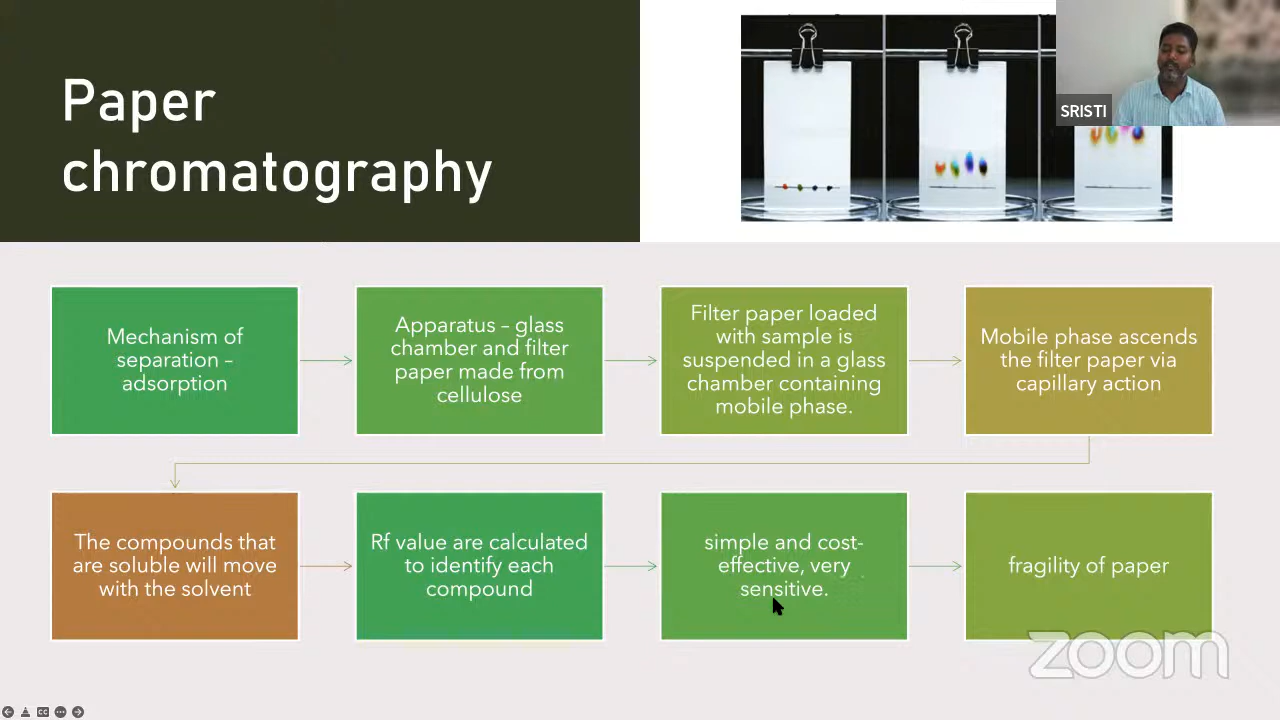 Paper
chromatography
SRISTI
Mechanism of
separation –
adsorption
Apparatus – glass
chamber and filter
paper made from
cellulose
Filter paper loaded
with sample is
suspended in a glass
chamber containing
mobile phase.
Mobile phase ascends
the filter paper via
capillary action
The compounds that
are soluble will move
with the solvent
Rf value are calculated
to identify each
compound
simple and cost-
effective, very
sensitive.
fragility of paper
zoom